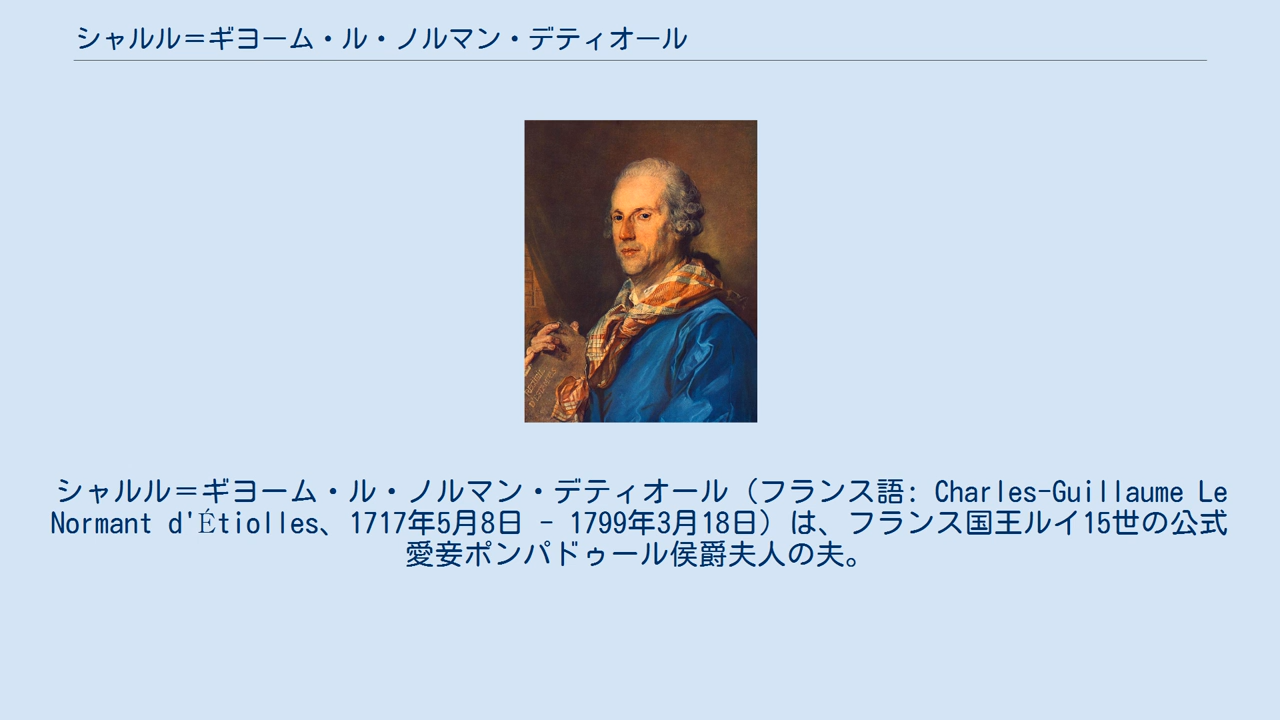 シャルル＝ギヨーム・ル・ノルマン・デティオール
シャルル＝ギヨーム・ル・ノルマン・デティオール（フランス語: Charles-Guillaume Le
Normant d'Étiolles、1717年5月8日 - 1799年3月18日）は、フランス国王ルイ15世の公式
愛妾ポンパドゥール侯爵夫人の夫。